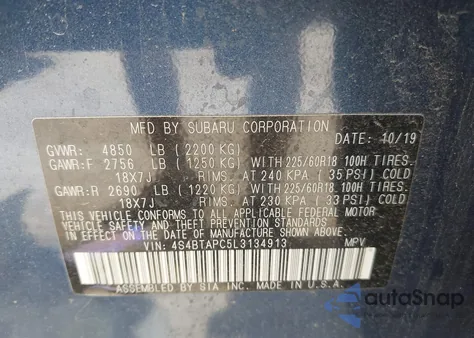 MFD BY SUBARU CORPORATION DATE: 10/19
GVWR: 4850 LB (2200 KG)
GAWR:F 2756 LB (1250 KG) WITH 225/60R18 100H TIRES.
18X7J RIMS. AT 240 KPA (35 PSI) COLD
GAWR:R 2690 LB (1220 KG) WITH 225/60R18 100H TIRES.
18X7J RIMS. AT 230 KPA (33 PSI) COLD
THIS VEHICLE CONFORMS TO ALL APPLICABLE FEDERAL MOTOR
VEHICLE SAFETY AND THEFT PREVENTION STANDARDS
IN EFFECT ON THE DATE OF MANUFACTURE SHOWN ABOVE.
VIN: 4S4BTAPC5L3134913 MPV
ASSEMBLED BY SIA INC. MADE IN U.S.A.
autoSnap